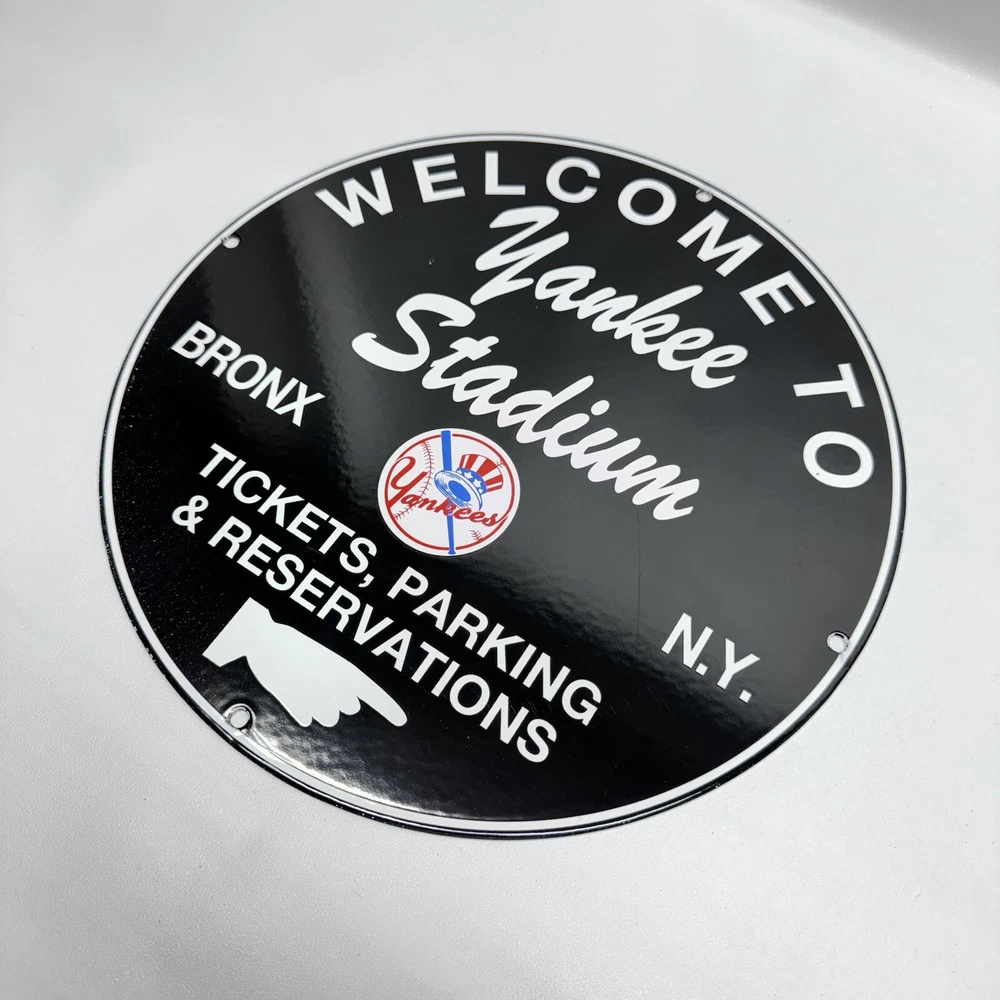 WELCOME TO
Yankee
Stadium
BRONX
Yankees
N.Y.
TICKETS, PARKING
& RESERVATIONS